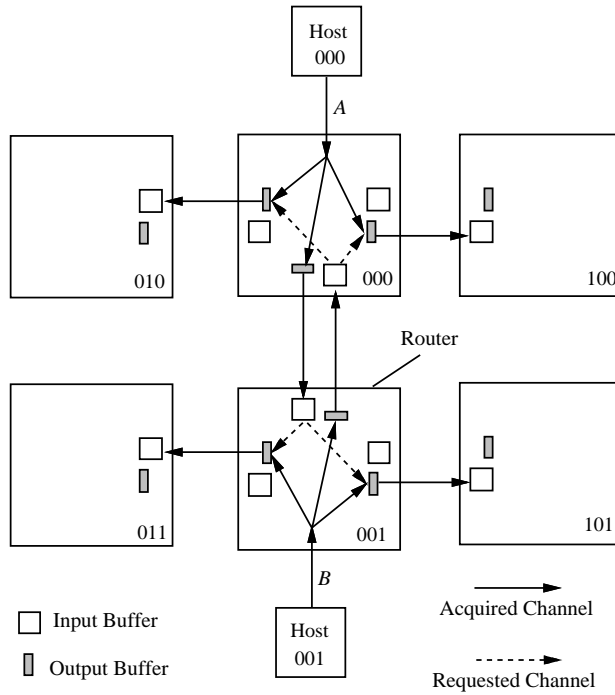 Host
000
A
010
000
100
Router
011
001
101
B
Input Buffer
Host
001
Acquired Channel
Output Buffer
Requested Channel